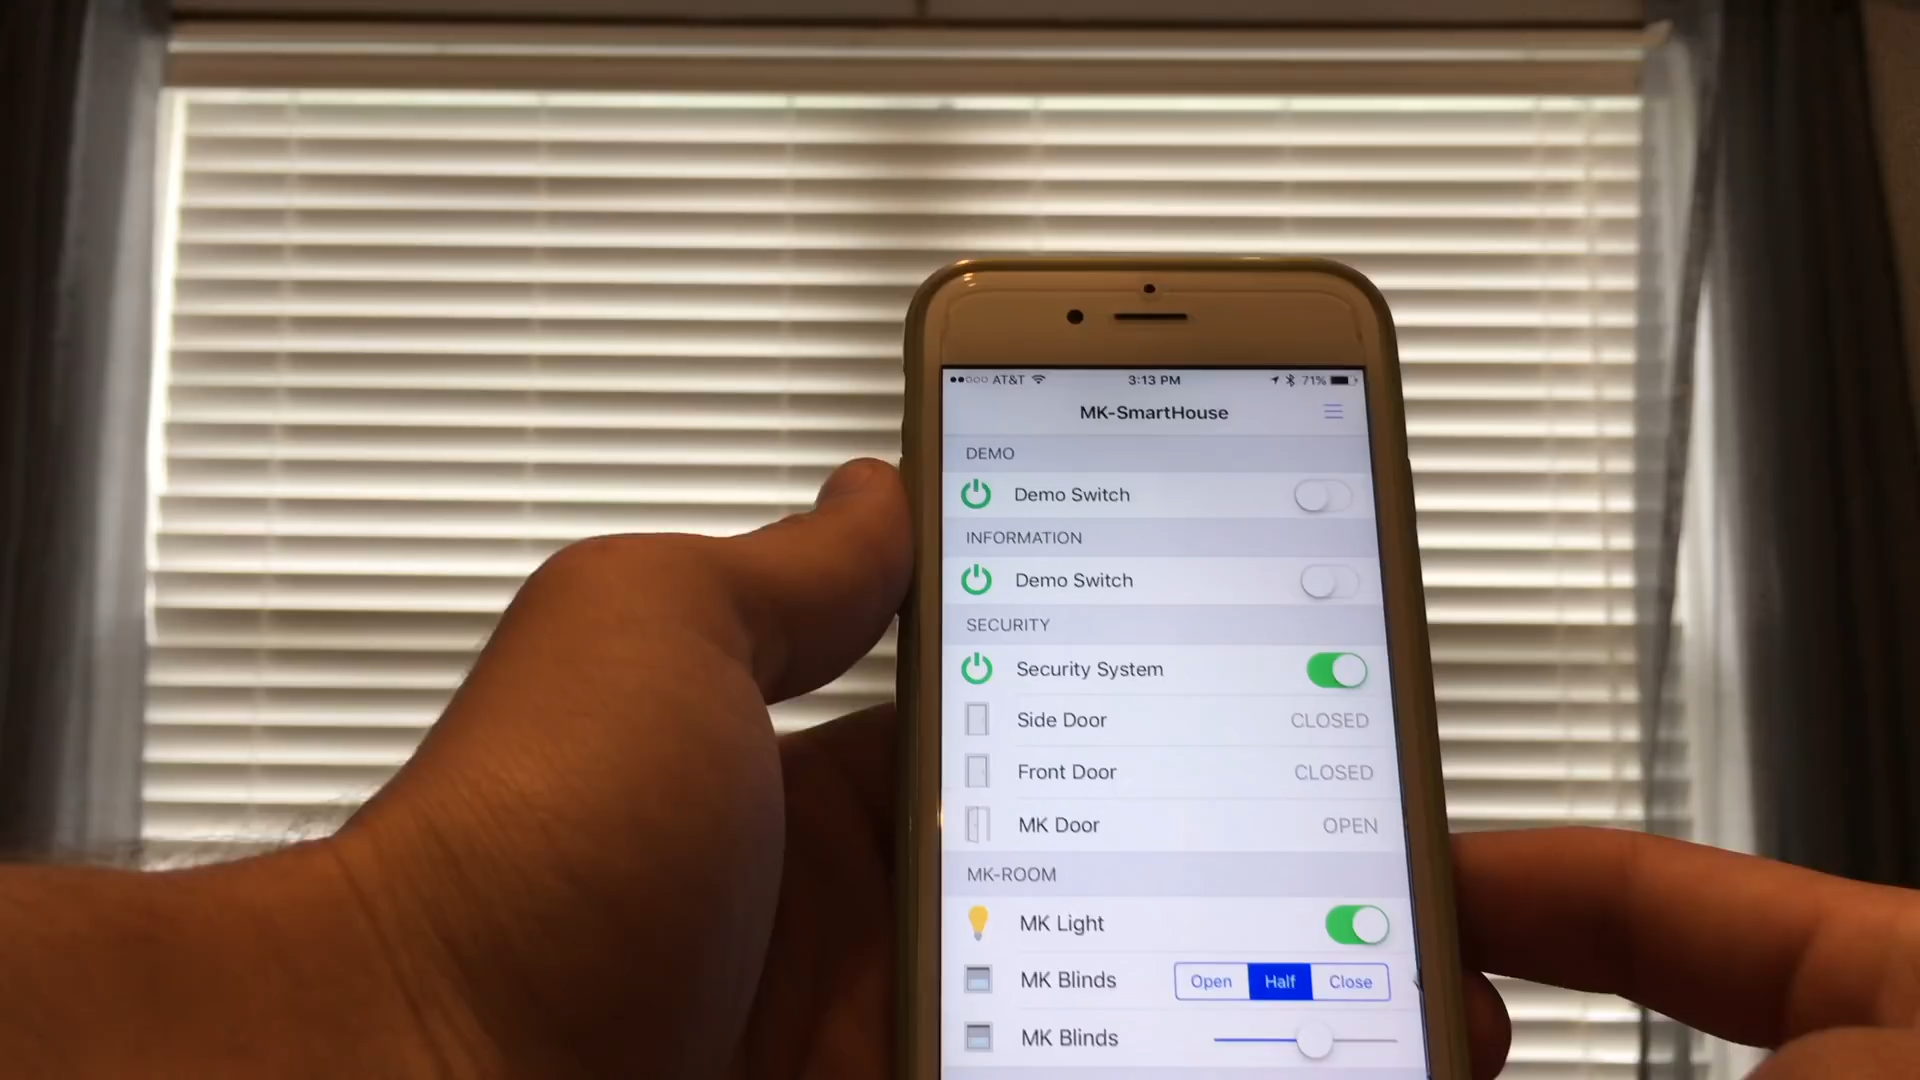 AT&T 3:13 PM 71%
MK-SmartHouse
DEMO
Demo Switch
INFORMATION
Demo Switch
SECURITY
Security System
Side Door CLOSED
Front Door CLOSED
MK Door OPEN
MK-ROOM
MK Light
MK Blinds Open Half Close
MK Blinds